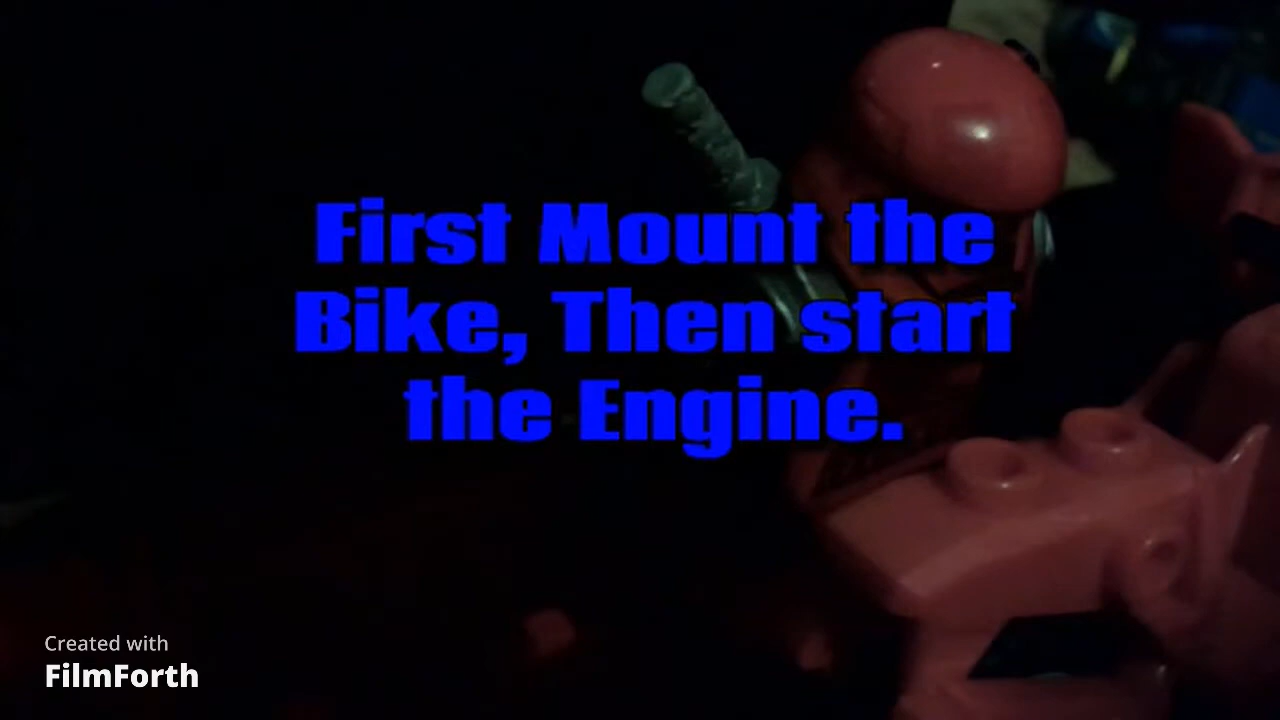 First Mount the
Bike, Then start
the Engine.
Created with
FilmForth